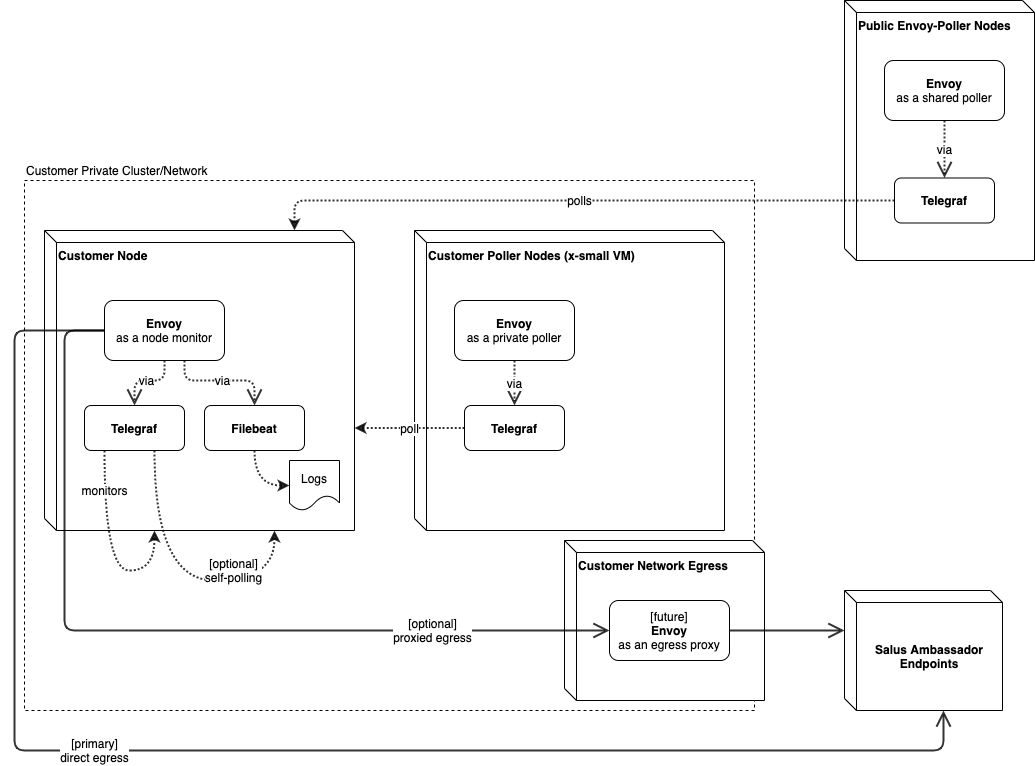 Public Envoy-Poller Nodes
Envoy
as a shared poller
via
Telegraf
Customer Private Cluster/Network
polls
Customer Node
Envoy
as a node monitor
via
via
Telegraf
Filebeat
Logs
monitors
[optional]
self-polling
Customer Poller Nodes (x-small VM)
Envoy
as a private poller
via
Telegraf
poll
Customer Network Egress
[future]
Envoy
as an egress proxy
[optional]
proxied egress
Salus Ambassador
Endpoints
[primary]
direct egress